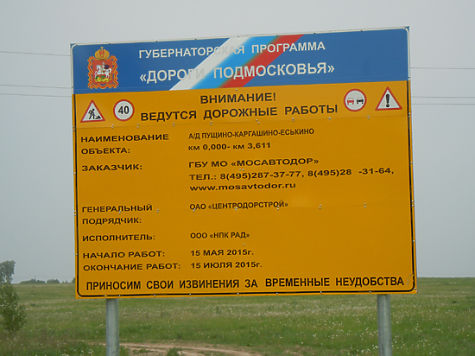 ГУБЕРНАТОРСКАЯ ПРОГРАММА
«ДОРОГИ ПОДМОСКОВЬЯ»
ВНИМАНИЕ!
ВЕДУТСЯ ДОРОЖНЫЕ РАБОТЫ
40
НАИМЕНОВАНИЕ ОБЪЕКТА:
А/Д ПУЩИНО-КАРГАШИНО-ЕСЬКИНО
км 0,000- км 3,611
ЗАКАЗЧИК: ГБУ МО «МОСАВТОДОР»
ТЕЛ.: 8(495)287-37-77, 8(495)28 -31-64,
www.mosavtodor.ru
ГЕНЕРАЛЬНЫЙ ПОДРЯДЧИК:
ОАО «ЦЕНТРОДОРСТРОЙ»
ИСПОЛНИТЕЛЬ: ООО «НПК РАД»
НАЧАЛО РАБОТ: 15 МАЯ 2015г.
ОКОНЧАНИЕ РАБОТ: 15 ИЮЛЯ 2015г.
ПРИНОСИМ СВОИ ИЗВИНЕНИЯ ЗА ВРЕМЕННЫЕ НЕУДОБСТВА